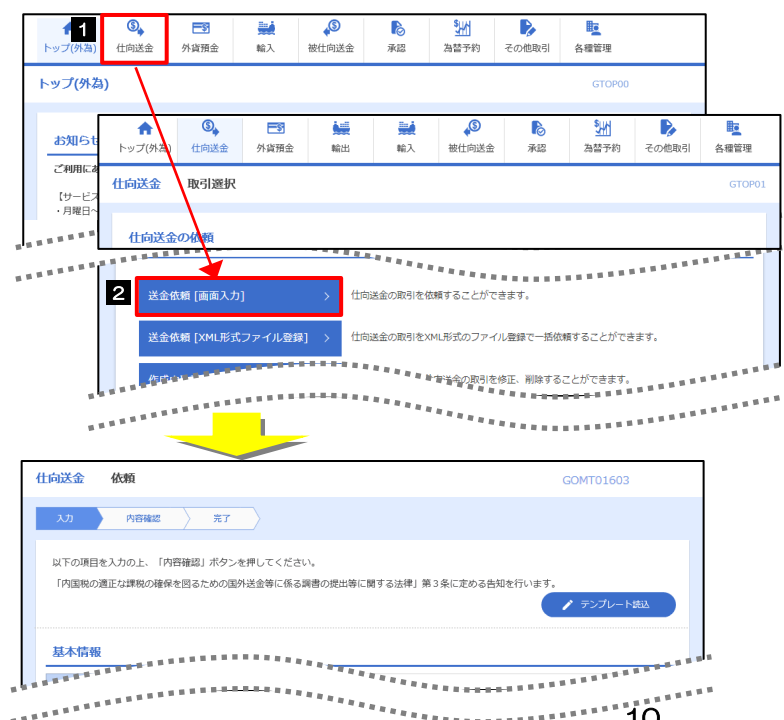 1
トップ(外為) 仕向送金 外貨預金 輸入 被仕向送金 承認 為替予約 その他取引 各種管理
トップ(外為) GTOP00
お知らせ
ご利用にあ
【サービス
・月曜日～
トップ(外為) 仕向送金 外貨預金 輸出 輸入 被仕向送金 承認 為替予約 その他取引 各種管理
仕向送金 取引選択 GTOP01
仕向送金の依頼
2
送金依頼 [画面入力] 仕向送金の取引を依頼することができます。
送金依頼 [XML形式ファイル登録] 仕向送金の取引をXML形式のファイル登録で一括依頼することができます。
仕向送金の取引を修正、削除することができます。
仕向送金 依頼 GOMT01603
入力 内容確認 完了
以下の項目を入力の上、「内容確認」ボタンを押してください。
「内国税の適正な課税の確保を図るための国外送金等に係る調書の提出等に関する法律」第３条に定める告知を行います。
テンプレート読込
基本情報